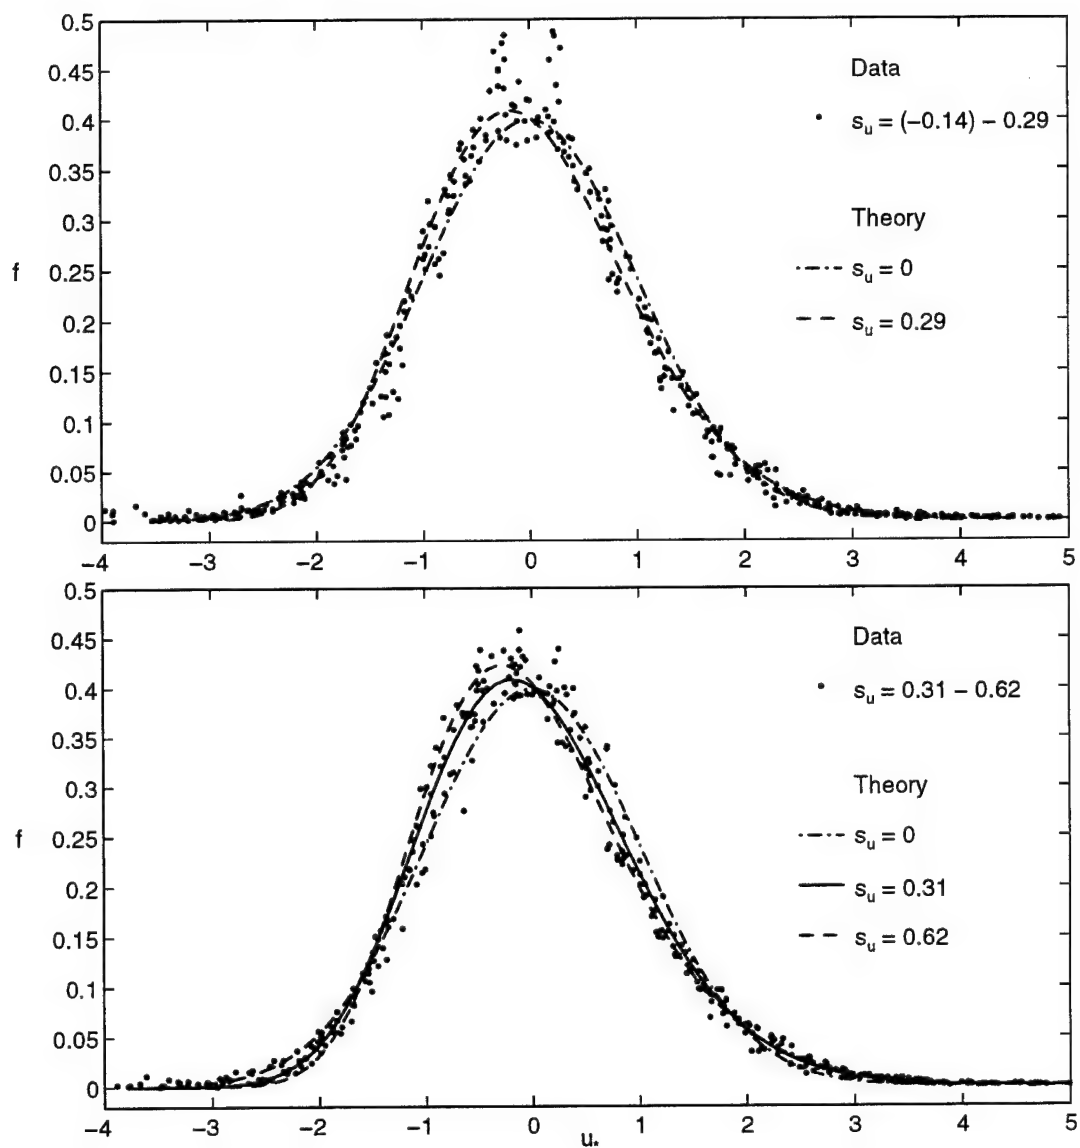 0.5
0.45
0.4
0.35
0.3
0.25
0.2
0.15
0.1
0.05
0
f
Data
s_u = (−0.14) − 0.29
Theory
s_u = 0
s_u = 0.29
−4 −3 −2 −1 0 1 2 3 4 5
0.5
0.45
0.4
0.35
0.3
0.25
0.2
0.15
0.1
0.05
0
f
Data
s_u = 0.31 − 0.62
Theory
s_u = 0
s_u = 0.31
s_u = 0.62
−4 −3 −2 −1 0 1 2 3 4 5
u_*